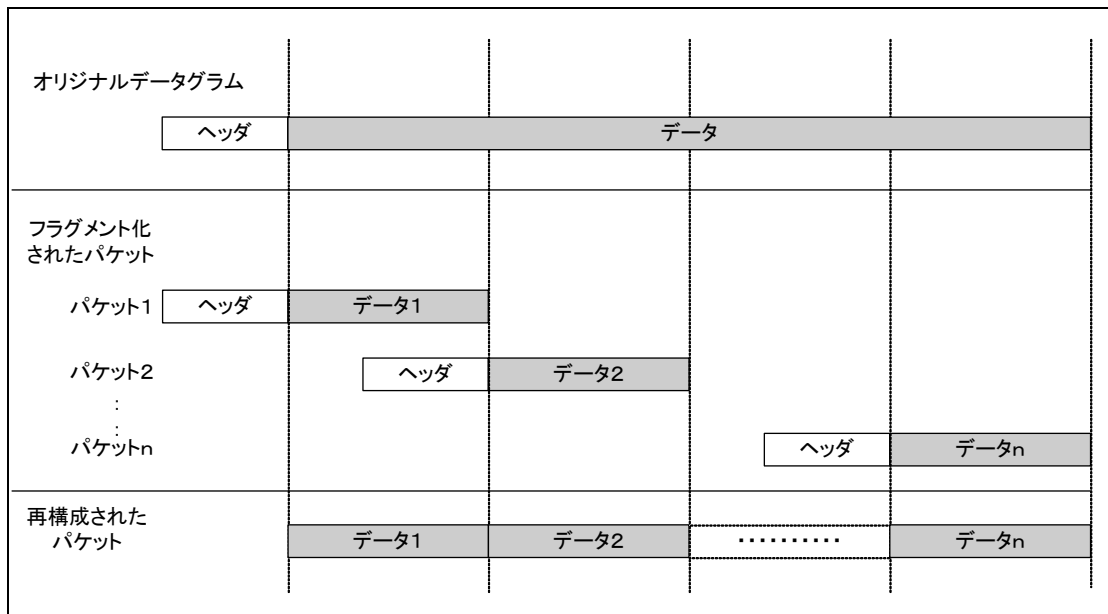 オリジナルデータグラム
ヘッダ データ
フラグメント化
されたパケット
パケット1 ヘッダ データ1
パケット2 ヘッダ データ2
:
:
パケットn ヘッダ データn
再構成された
パケット データ1 データ2 ・・・・・・・・・・ データn